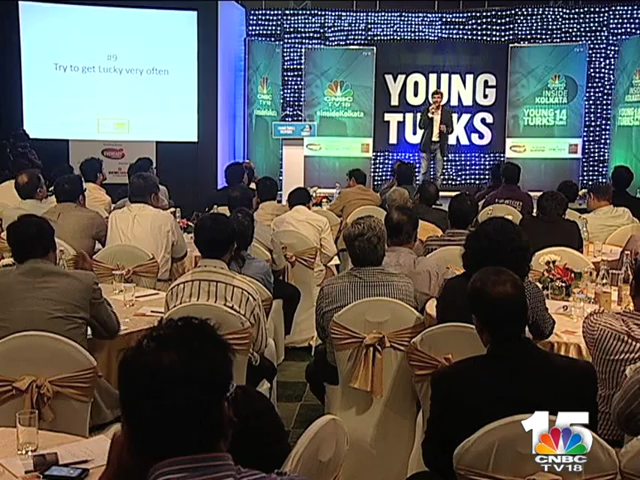 #9
Try to get Lucky very often
CNBC
TV18
#InsideKolkata
YOUNG
TURKS
INSIDE
KOLKATA
YOUNG 14
TURKS
15
CNBC
TV18